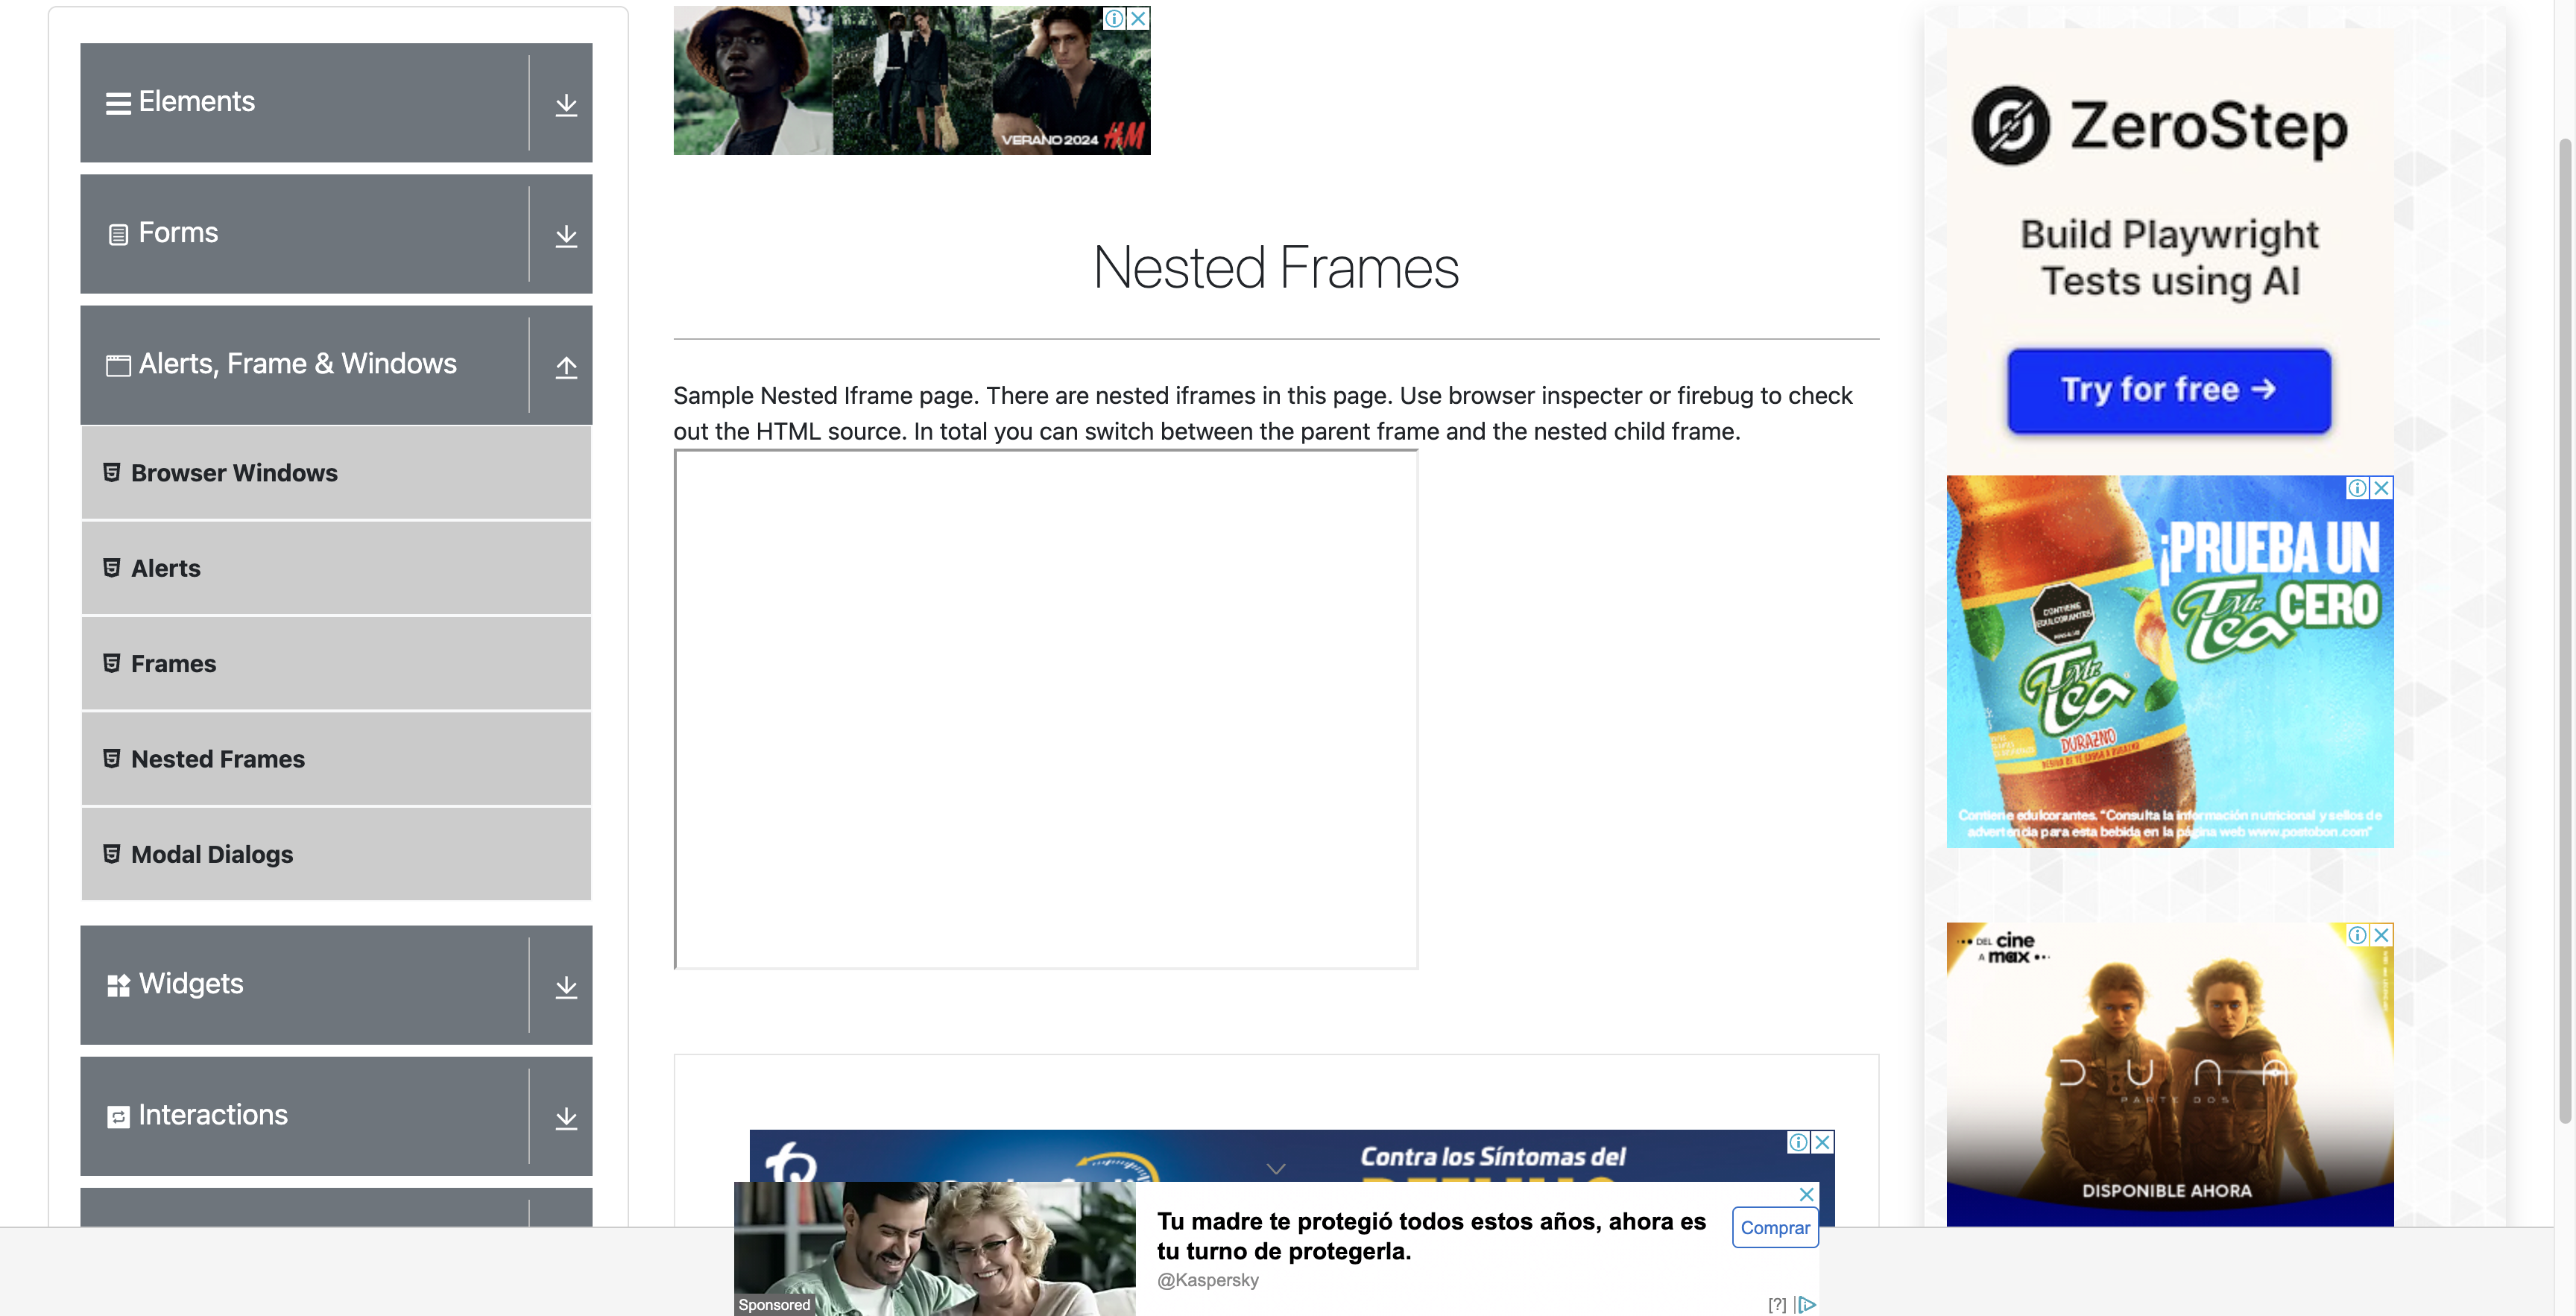 Elements
Forms
Alerts, Frame & Windows
Browser Windows
Alerts
Frames
Nested Frames
Modal Dialogs
Widgets
Interactions
VERANO 2024 H&M
Nested Frames
Sample Nested Iframe page. There are nested iframes in this page. Use browser inspecter or firebug to check
out the HTML source. In total you can switch between the parent frame and the nested child frame.
Contra los Síntomas del
Tu madre te protegió todos estos años, ahora es
tu turno de protegerla.
@Kaspersky
Comprar
Sponsored
[?]
ZeroStep
Build Playwright
Tests using AI
Try for free →
¡PRUEBA UN
Mr. Tea CERO
CONTIENE
EDULCORANTES
Mr. Tea
DURAZNO
Contiene edulcorantes. "Consulta la información nutricional y sellos de
advertencia para esta bebida en la página web www.postobon.com"
DEL cine
A max
DUNA
PARTE DOS
DISPONIBLE AHORA